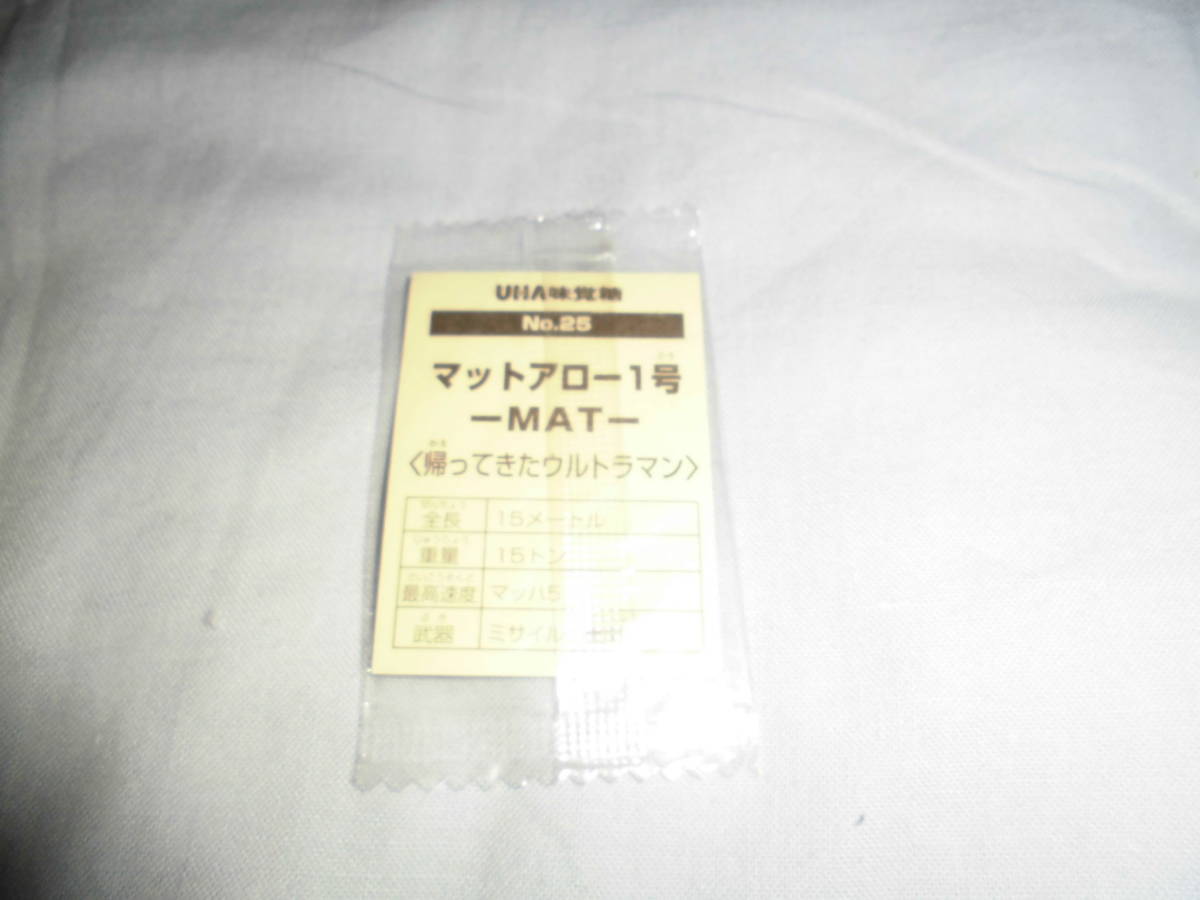 UHA味覚糖
No.25
マットアロー1号
ーMATー
〈帰ってきたウルトラマン〉
全長 15メートル
重量 15トン
最高速度 マッハ5
武器 ミサイル